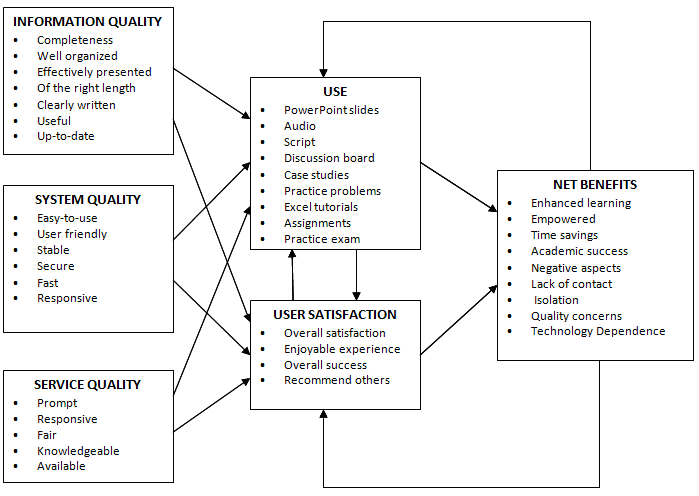 INFORMATION QUALITY
• Completeness
• Well organized
• Effectively presented
• Of the right length
• Clearly written
• Useful
• Up-to-date
SYSTEM QUALITY
• Easy-to-use
• User friendly
• Stable
• Secure
• Fast
• Responsive
SERVICE QUALITY
• Prompt
• Responsive
• Fair
• Knowledgeable
• Available
USE
• PowerPoint slides
• Audio
• Script
• Discussion board
• Case studies
• Practice problems
• Excel tutorials
• Assignments
• Practice exam
USER SATISFACTION
• Overall satisfaction
• Enjoyable experience
• Overall success
• Recommend others
NET BENEFITS
• Enhanced learning
• Empowered
• Time savings
• Academic success
• Negative aspects
• Lack of contact
• Isolation
• Quality concerns
• Technology Dependence